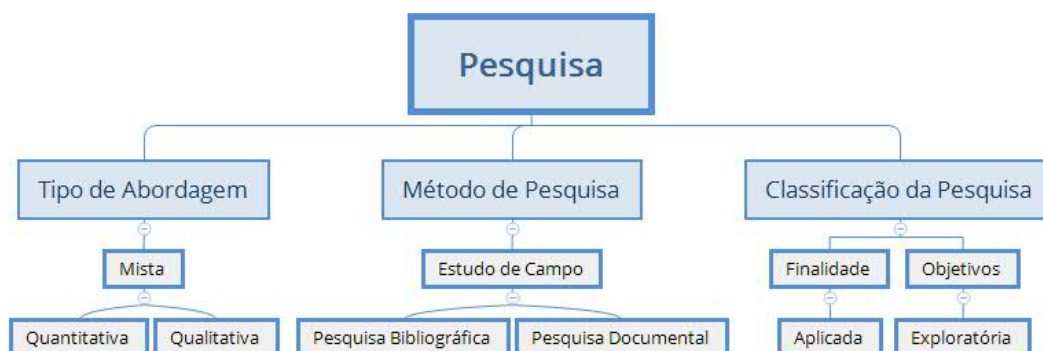 Pesquisa
Tipo de Abordagem
Método de Pesquisa
Classificação da Pesquisa
Mista
Estudo de Campo
Finalidade
Objetivos
Quantitativa
Qualitativa
Pesquisa Bibliográfica
Pesquisa Documental
Aplicada
Exploratória